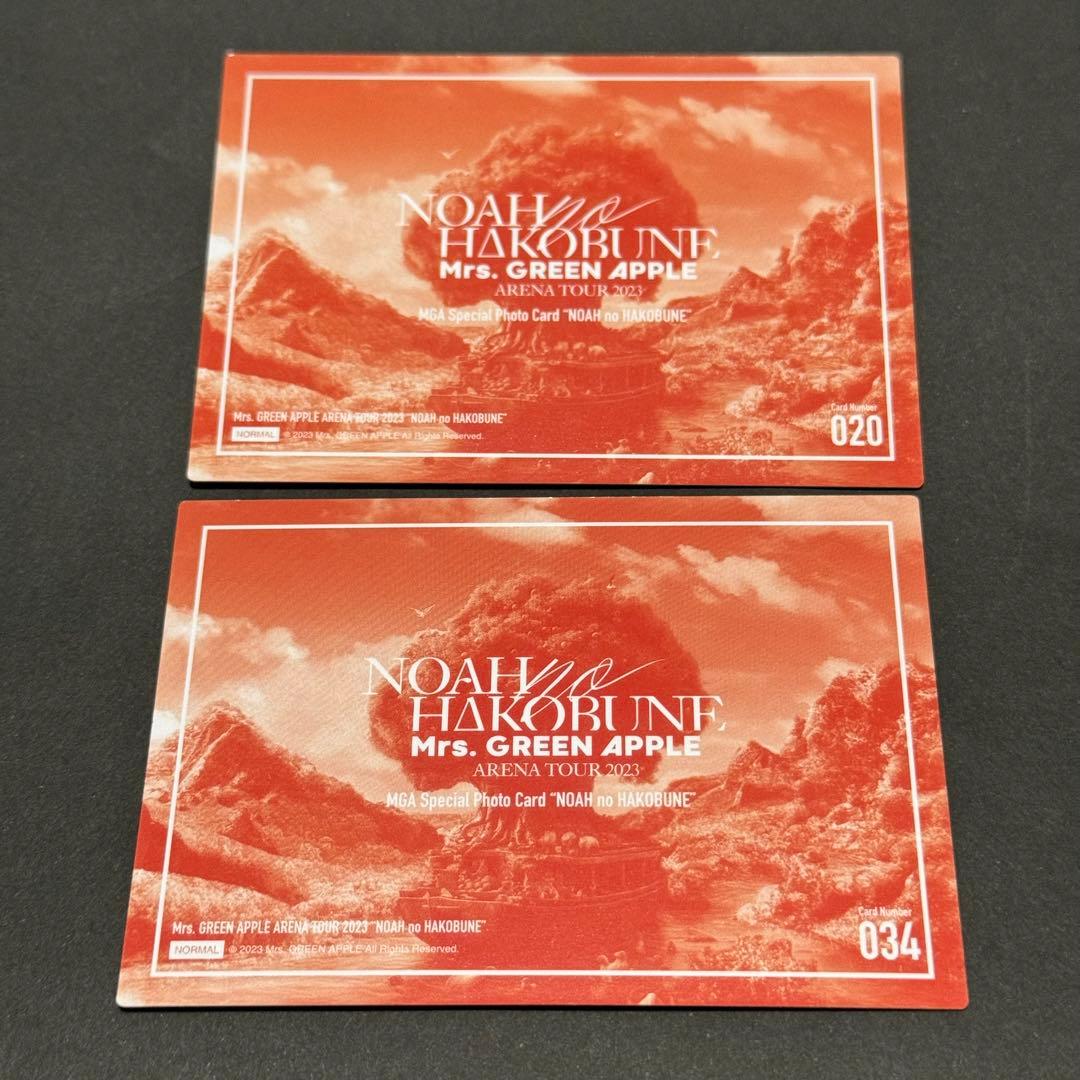 NOAH no
HAKOBUNE
Mrs. GREEN APPLE
ARENA TOUR 2023
MGA Special Photo Card “NOAH no HAKOBUNE”
Mrs. GREEN APPLE ARENA TOUR 2023 “NOAH no HAKOBUNE”
NORMAL © 2023 Mrs. GREEN APPLE All Rights Reserved.
Card Number
020
NOAH no
HAKOBUNE
Mrs. GREEN APPLE
ARENA TOUR 2023
MGA Special Photo Card “NOAH no HAKOBUNE”
Mrs. GREEN APPLE ARENA TOUR 2023 “NOAH no HAKOBUNE”
NORMAL © 2023 Mrs. GREEN APPLE All Rights Reserved.
Card Number
034